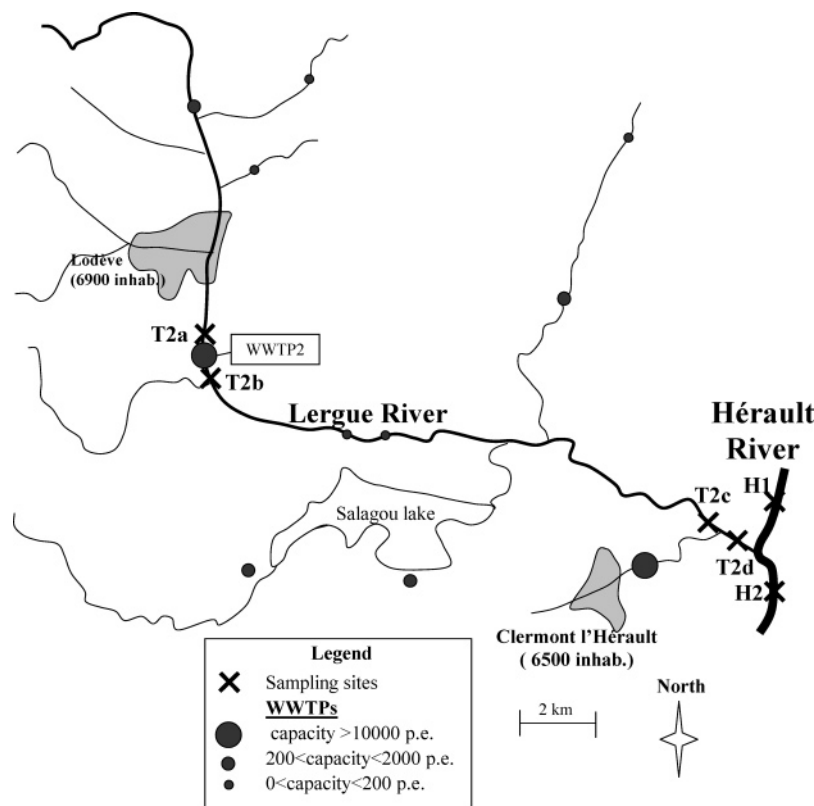 Lodève
(6900 inhab.)
T2a
WWTP2
T2b
Lergue River
Hérault
River
H1
T2c
Salagou lake
T2d
H2
Clermont l'Hérault
( 6500 inhab.)
Legend
Sampling sites
WWTPs
capacity >10000 p.e.
200<capacity<2000 p.e.
0<capacity<200 p.e.
2 km
North